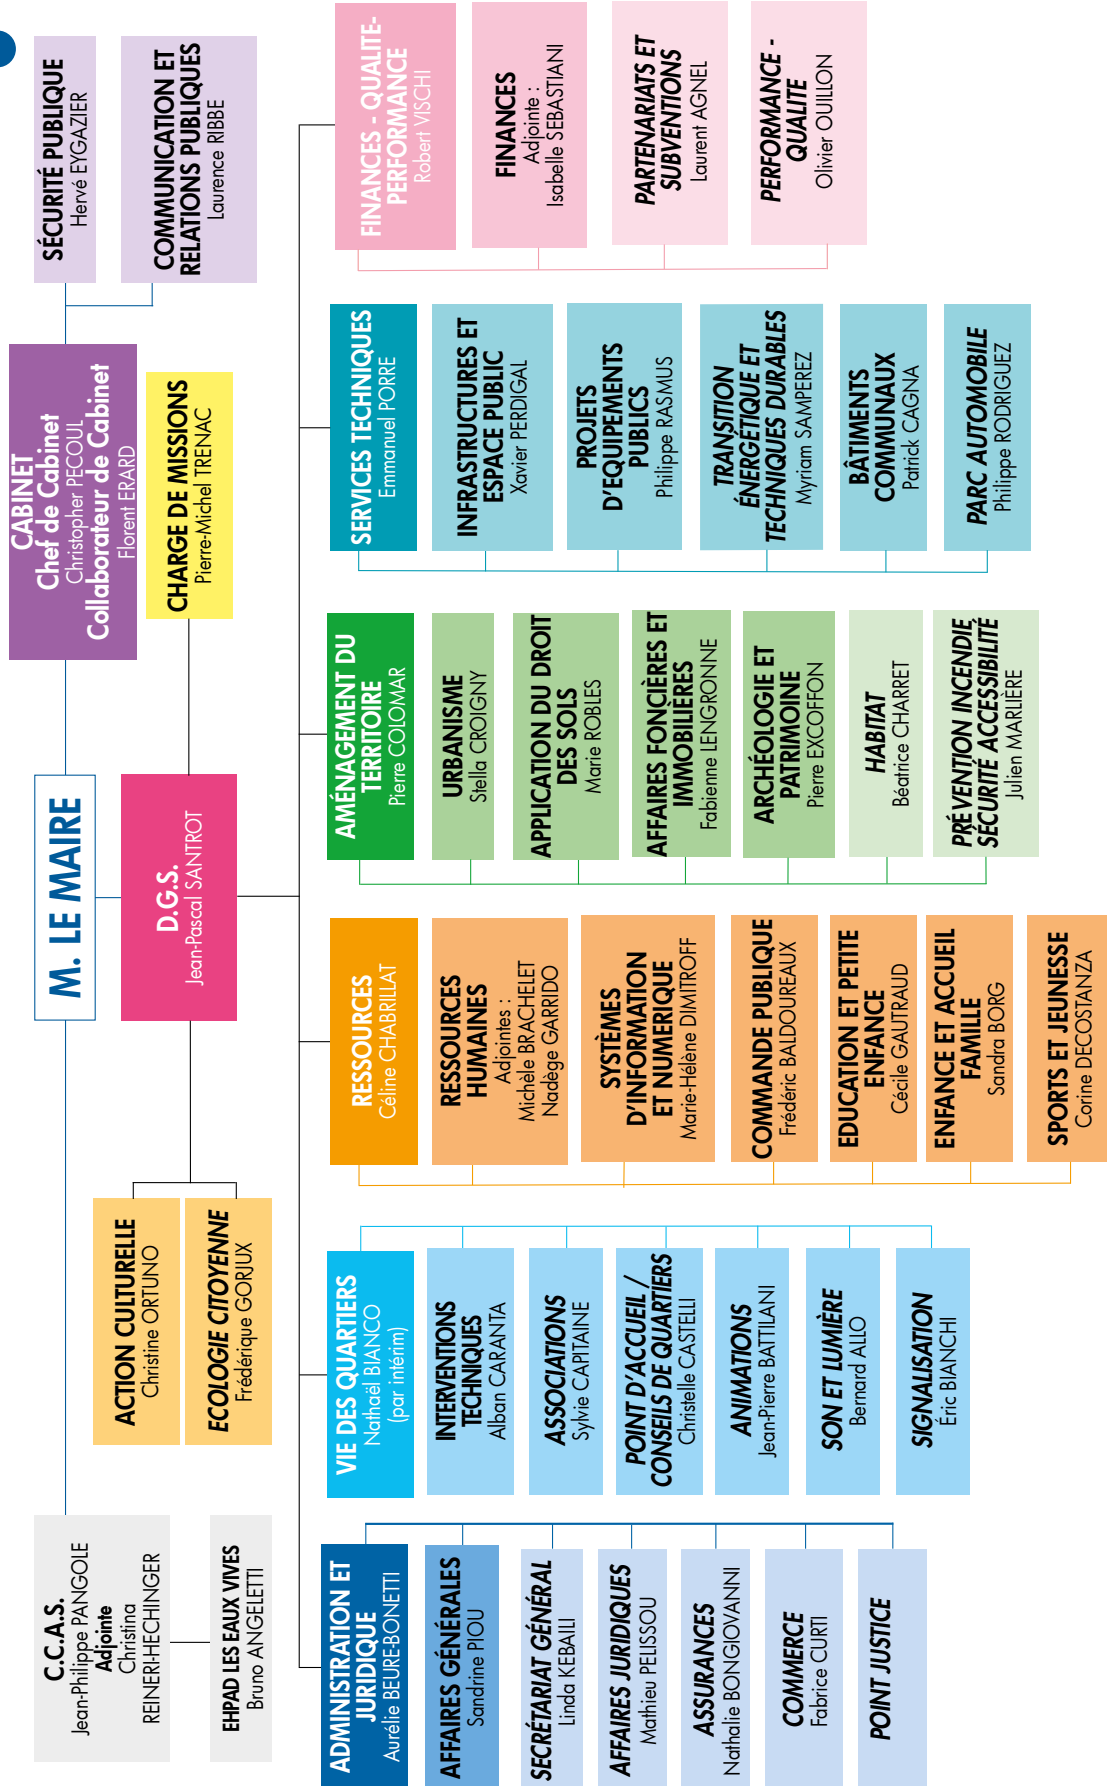 M. LE MAIRE
CABINET
Chef de Cabinet
Christopher PECOUL
Collaborateur de Cabinet
Florent ERARD
SÉCURITÉ PUBLIQUE
Hervé EYGAZIER
COMMUNICATION ET
RELATIONS PUBLIQUES
Laurence RIBBE
C.C.A.S.
Jean-Philippe PANGOLE
Adjointe
Christina
REINERI-HECHINGER
EHPAD LES EAUX VIVES
Bruno ANGELETTI
D.G.S.
Jean-Pascal SANTROT
CHARGE DE MISSIONS
Pierre-Michel TRENAC
ACTION CULTURELLE
Christine ORTUNO
ECOLOGIE CITOYENNE
Frédérique GORJUX
ADMINISTRATION ET
JURIDIQUE
Aurélie BEURE-BONETTI
AFFAIRES GÉNÉRALES
Sandrine PIOU
SECRÉTARIAT GÉNÉRAL
Linda KEBAILI
AFFAIRES JURIDIQUES
Mathieu PELISSOU
ASSURANCES
Nathalie BONGIOVANNI
COMMERCE
Fabrice CURTI
POINT JUSTICE
VIE DES QUARTIERS
Nathaël BIANCO
(par intérim)
INTERVENTIONS
TECHNIQUES
Alban CARANTA
ASSOCIATIONS
Sylvie CAPITAINE
POINT D'ACCUEIL /
CONSEILS DE QUARTIERS
Christelle CASTELLI
ANIMATIONS
Jean-Pierre BATTILANI
SON ET LUMIÈRE
Bernard ALLO
SIGNALISATION
Éric BIANCHI
RESSOURCES
Céline CHABRILLAT
RESSOURCES
HUMAINES
Adjointes :
Michèle BRACHELET
Nadège GARRIDO
SYSTÈMES
D'INFORMATION
ET NUMERIQUE
Marie-Hélène DIMITROFF
COMMANDE PUBLIQUE
Frédéric BALDOUREAUX
EDUCATION ET PETITE
ENFANCE
Cécile GAUTRAUD
ENFANCE ET ACCUEIL
FAMILLE
Sandra BORG
SPORTS ET JEUNESSE
Corine DECOSTANZA
AMÉNAGEMENT DU
TERRITOIRE
Pierre COLOMAR
URBANISME
Stella CROIGNY
APPLICATION DU DROIT
DES SOLS
Marie ROBLES
AFFAIRES FONCIÈRES ET
IMMOBILIÈRES
Fabienne LENGRONNE
ARCHÉOLOGIE ET
PATRIMOINE
Pierre EXCOFFON
HABITAT
Béatrice CHARRET
PRÉVENTION INCENDIE,
SÉCURITÉ ACCESSIBILITÉ
Julien MARLIÈRE
SERVICES TECHNIQUES
Emmanuel PORRE
INFRASTRUCTURES ET
ESPACE PUBLIC
Xavier PERDIGAL
PROJETS
D'EQUIPEMENTS
PUBLICS
Philippe RASMUS
TRANSITION
ÉNERGÉTIQUE ET
TECHNIQUES DURABLES
Myriam SAMPEREZ
BÂTIMENTS
COMMUNAUX
Patrick CAGNA
PARC AUTOMOBILE
Philippe RODRIGUEZ
FINANCES - QUALITE-
PERFORMANCE
Robert VISCHI
FINANCES
Adjointe :
Isabelle SEBASTIANI
PARTENARIATS ET
SUBVENTIONS
Laurent AGNEL
PERFORMANCE -
QUALITE
Olivier OUILLON